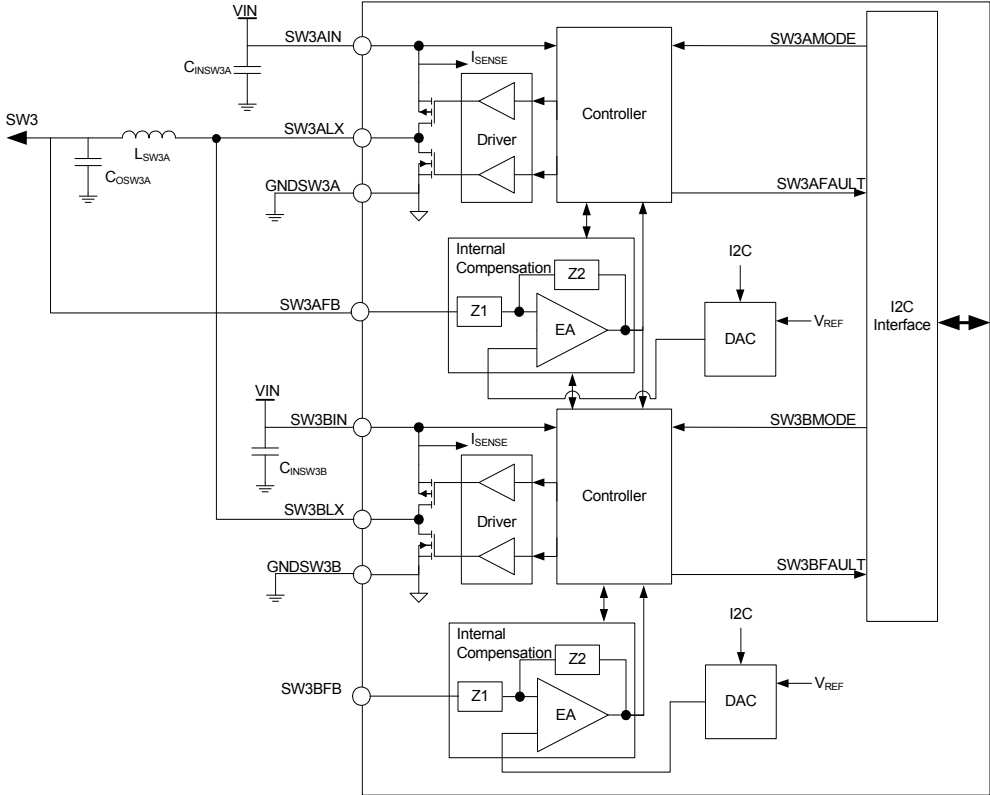 VIN
SW3AIN
CINSW3A
ISENSE
SW3AMODE
Controller
SW3
LSW3A
COSW3A
SW3ALX
Driver
GNDSW3A
SW3AFAULT
Internal
Compensation
Z2
I2C
SW3AFB
Z1
EA
DAC
VREF
I2C
Interface
VIN
SW3BIN
CINSW3B
ISENSE
SW3BMODE
Controller
SW3BLX
Driver
GNDSW3B
SW3BFAULT
Internal
Compensation
Z2
I2C
SW3BFB
Z1
EA
DAC
VREF